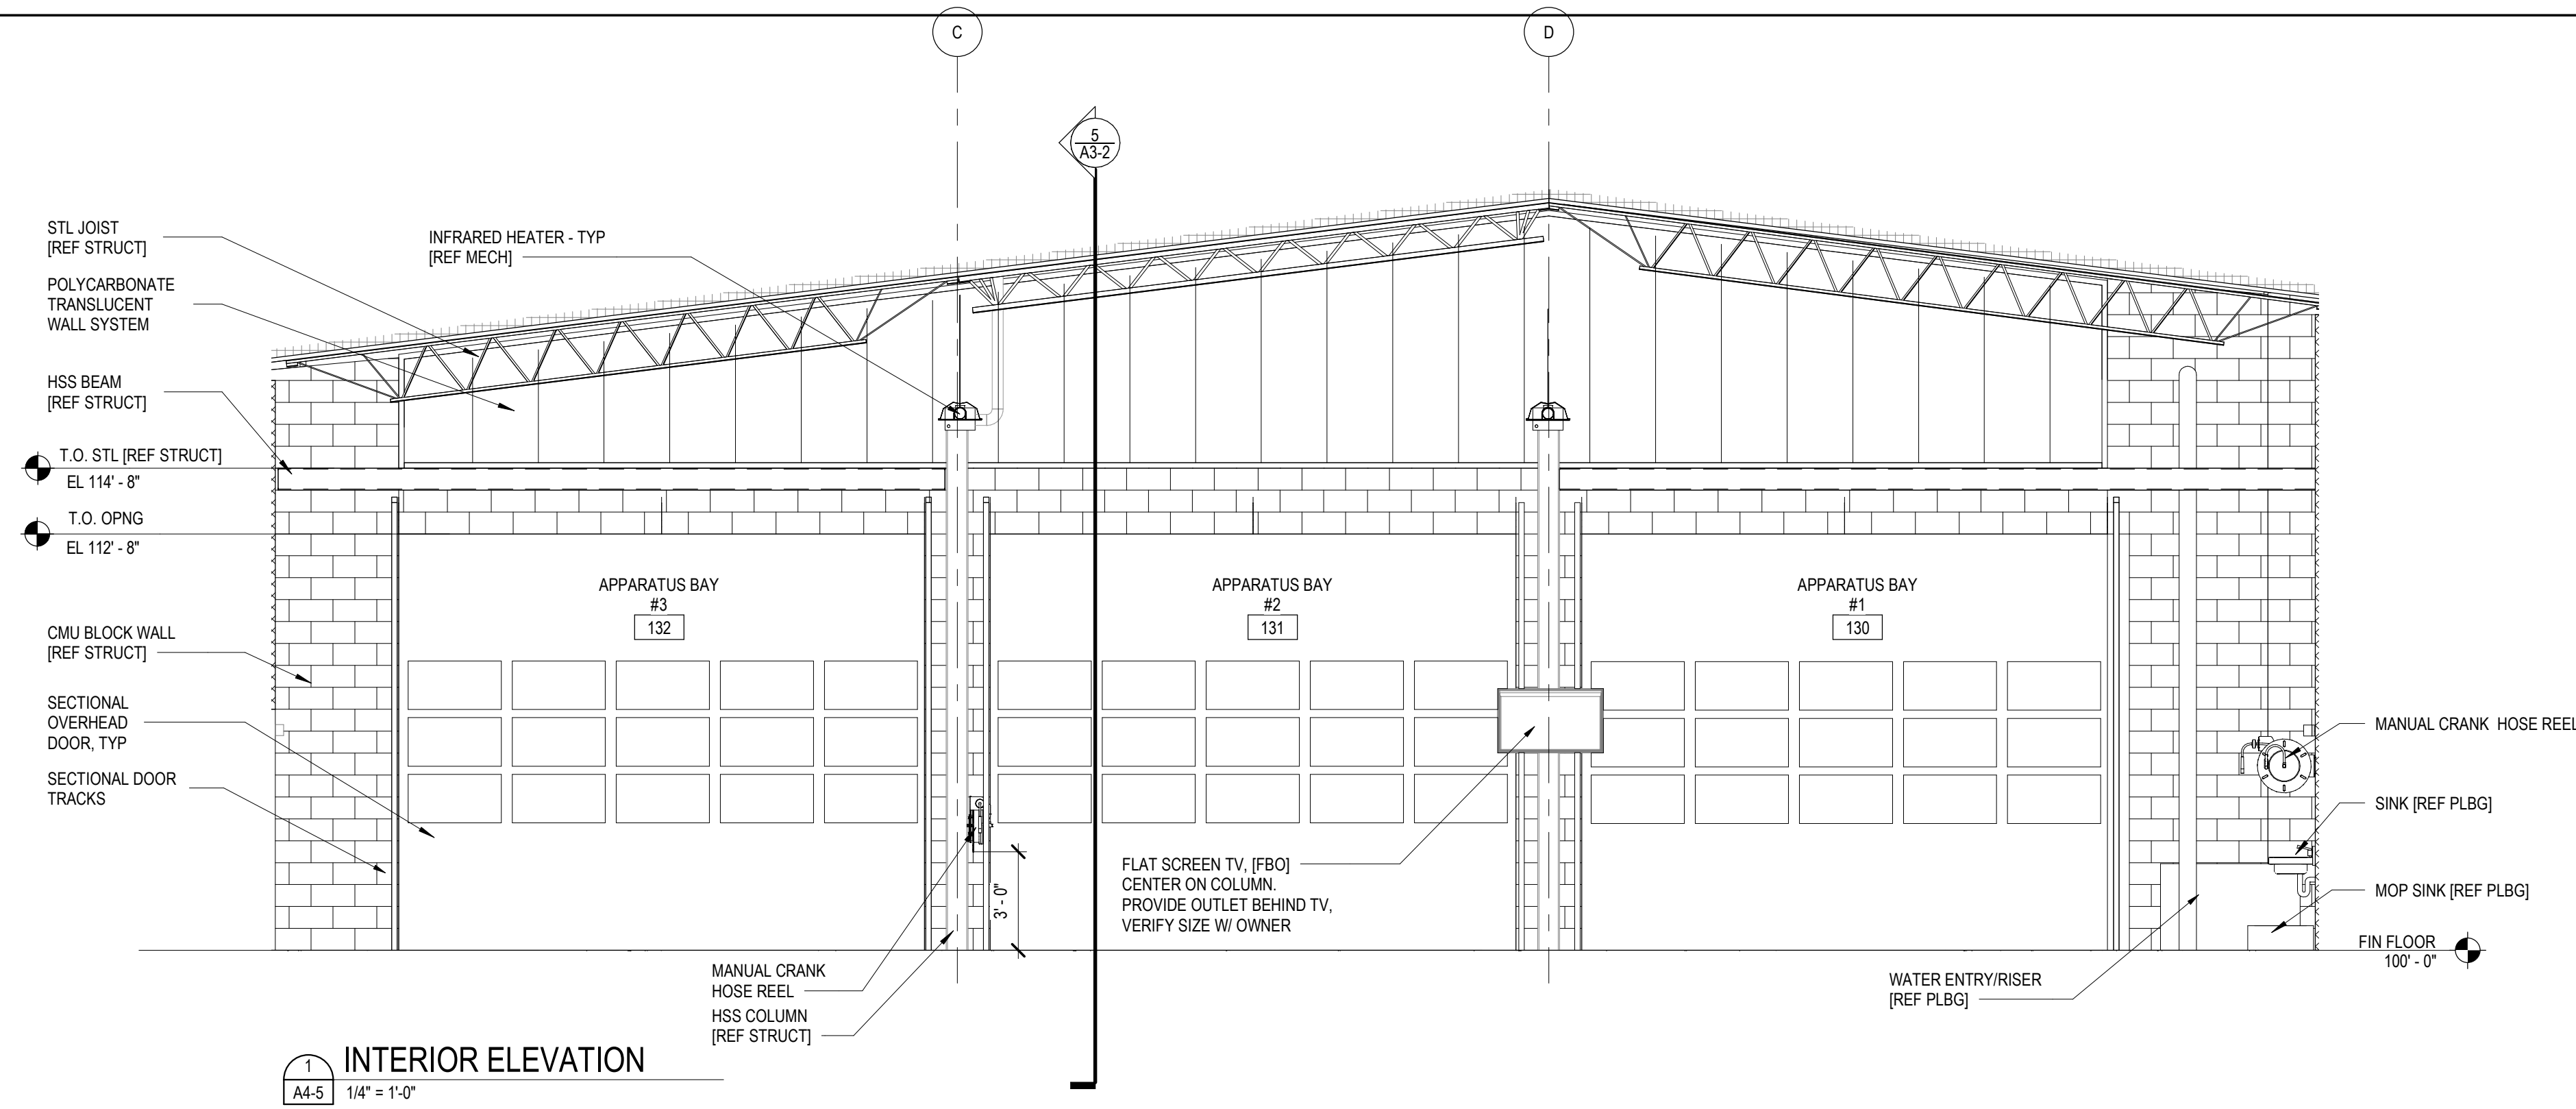 C
D
5
A3-2
STL JOIST
[REF STRUCT]
INFRARED HEATER - TYP
[REF MECH]
POLYCARBONATE
TRANSLUCENT
WALL SYSTEM
HSS BEAM
[REF STRUCT]
T.O. STL [REF STRUCT]
EL 114' - 8"
T.O. OPNG
EL 112' - 8"
APPARATUS BAY
#3
132
APPARATUS BAY
#2
131
APPARATUS BAY
#1
130
CMU BLOCK WALL
[REF STRUCT]
SECTIONAL
OVERHEAD
DOOR, TYP
SECTIONAL DOOR
TRACKS
MANUAL CRANK  HOSE REEL
SINK [REF PLBG]
MOP SINK [REF PLBG]
3' - 0"
FLAT SCREEN TV, [FBO]
CENTER ON COLUMN.
PROVIDE OUTLET BEHIND TV,
VERIFY SIZE W/ OWNER
FIN FLOOR
100' - 0"
MANUAL CRANK
HOSE REEL
HSS COLUMN
[REF STRUCT]
WATER ENTRY/RISER
[REF PLBG]
1
A4-5
INTERIOR ELEVATION
1/4" = 1'-0"